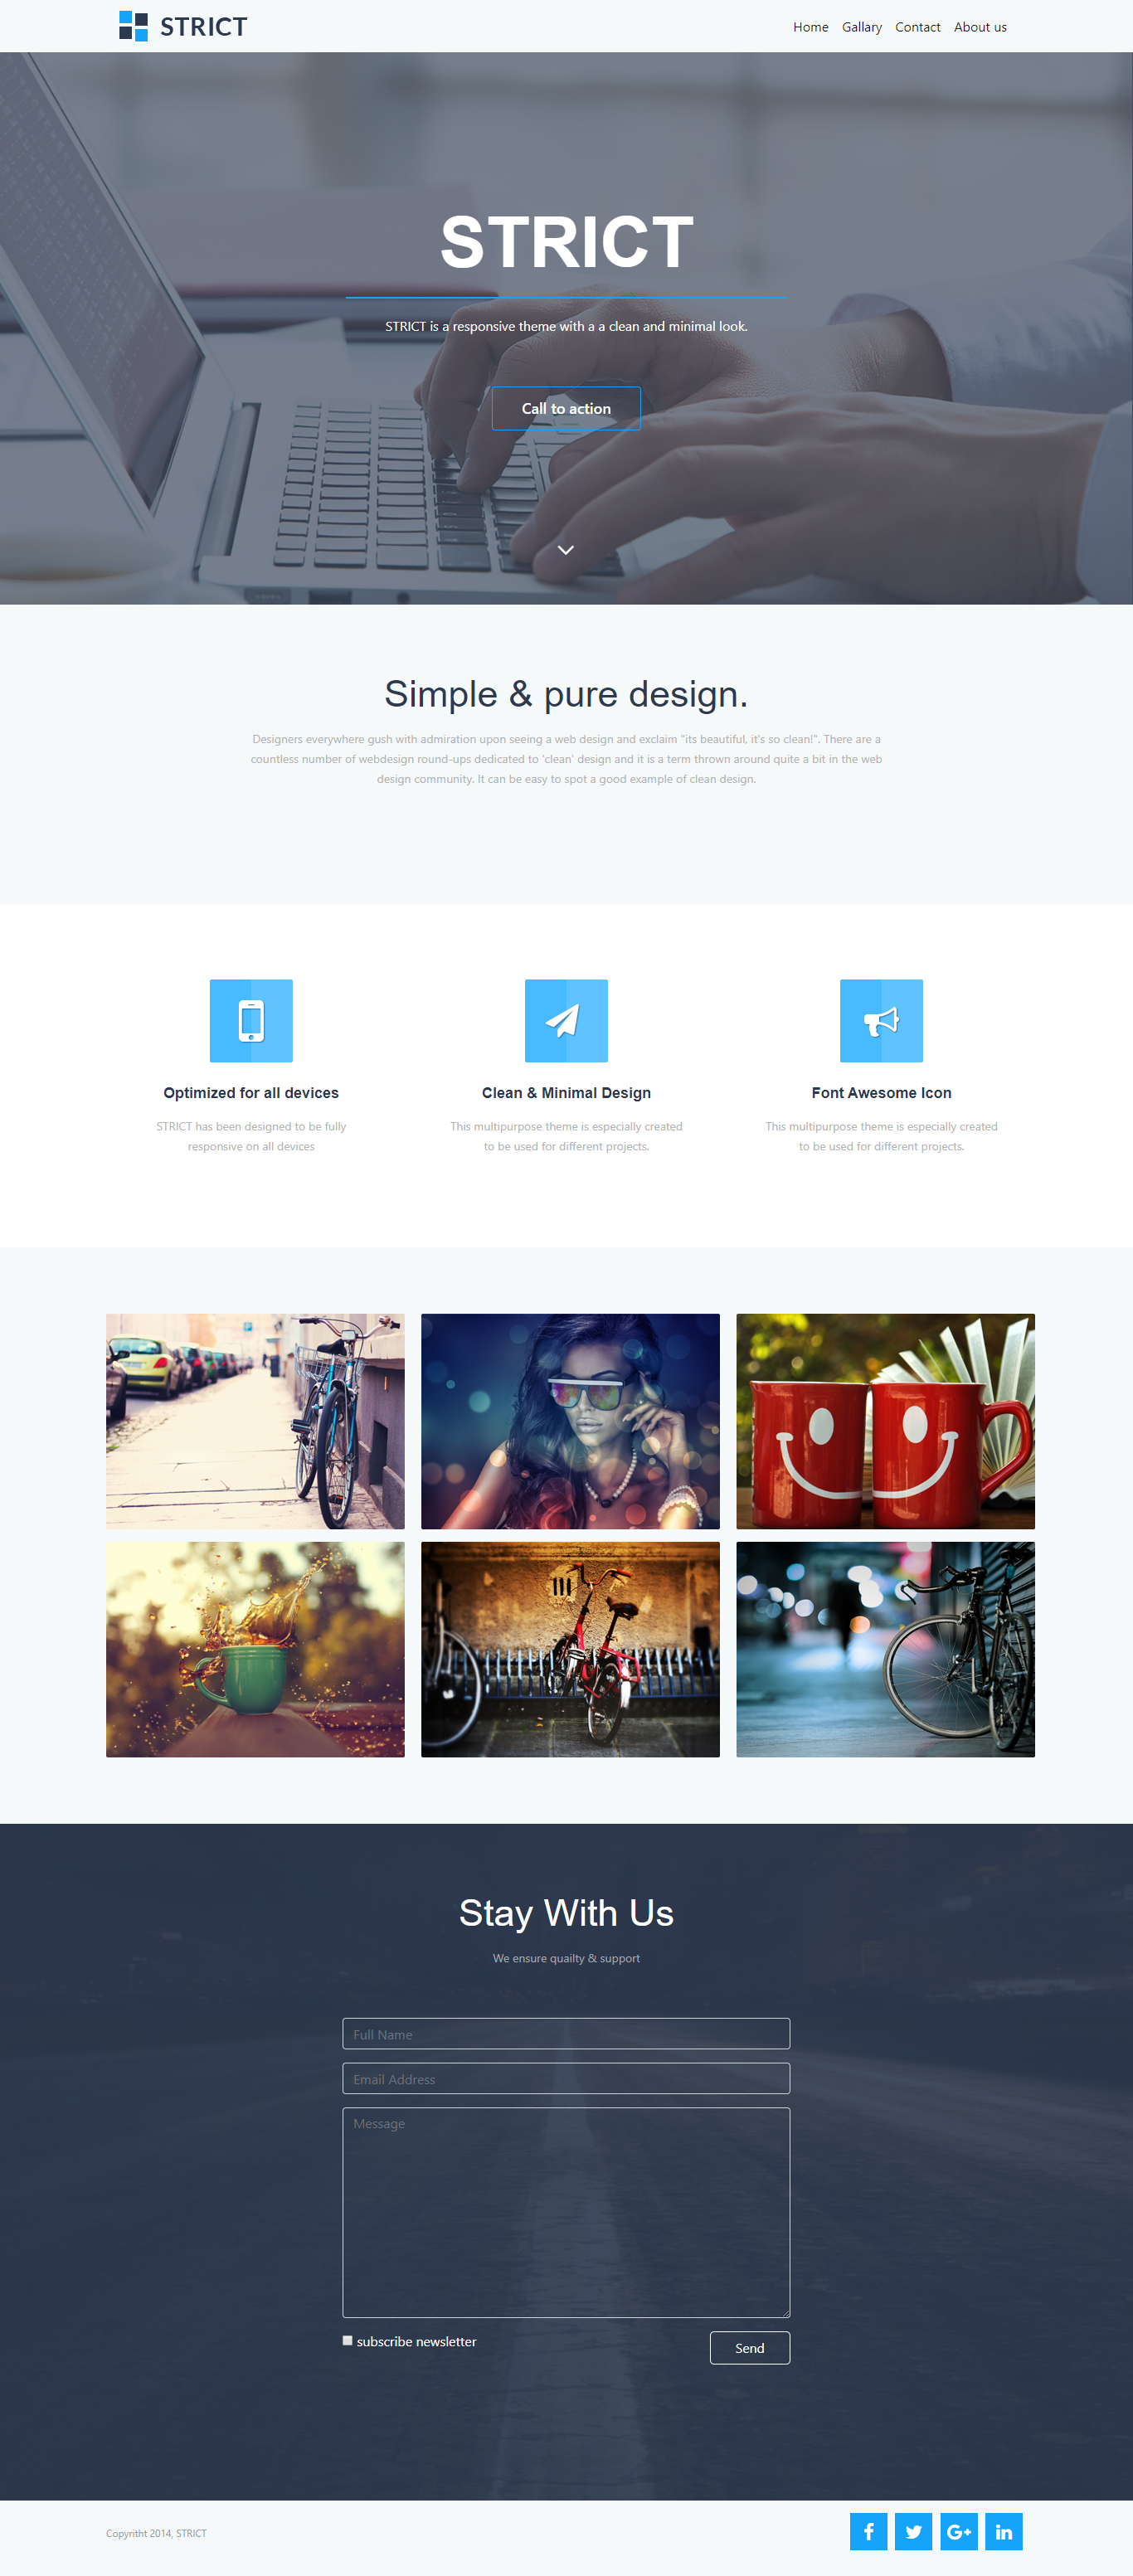 STRICT
Home Gallary Contact About us
STRICT
STRICT is a responsive theme with a a clean and minimal look.
Call to action
Simple & pure design.
Designers everywhere gush with admiration upon seeing a web design and exclaim "its beautiful, it's so clean!". There are a
countless number of webdesign round-ups dedicated to 'clean' design and it is a term thrown around quite a bit in the web
design community. It can be easy to spot a good example of clean design.
Optimized for all devices
STRICT has been designed to be fully
responsive on all devices
Clean & Minimal Design
This multipurpose theme is especially created
to be used for different projects.
Font Awesome Icon
This multipurpose theme is especially created
to be used for different projects.
Stay With Us
We ensure quailty & support
Full Name
Email Address
Message
subscribe newsletter
Send
Copyritht 2014, STRICT